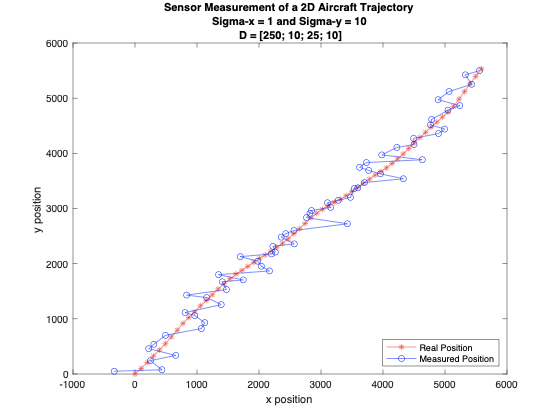 Sensor Measurement of a 2D Aircraft Trajectory
Sigma-x = 1 and Sigma-y = 10
D = [250; 10; 25; 10]
6000
5000
4000
3000
2000
1000
0
y position
-1000
0
1000
2000
3000
4000
5000
6000
x position
Real Position
Measured Position